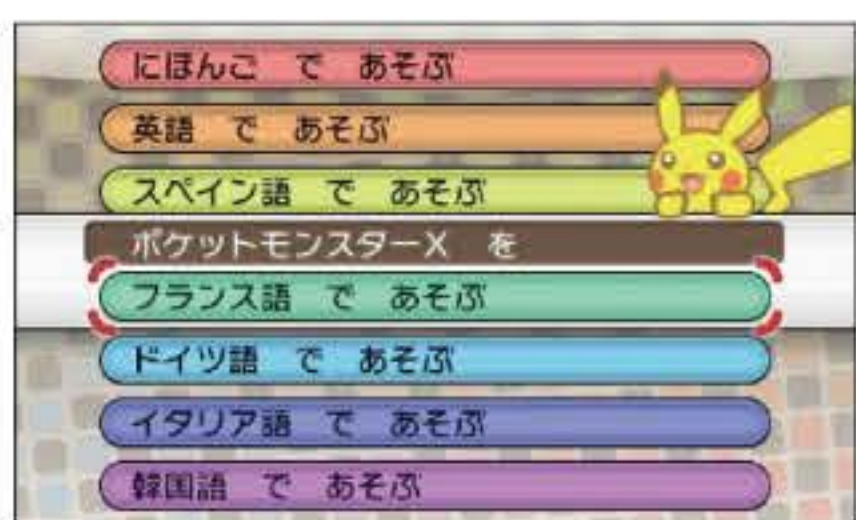 にほんご で あそぶ
英語 で あそぶ
スペイン語 で あそぶ
ポケットモンスターX を
フランス語 で あそぶ
ドイツ語 で あそぶ
イタリア語 で あそぶ
韓国語 で あそぶ